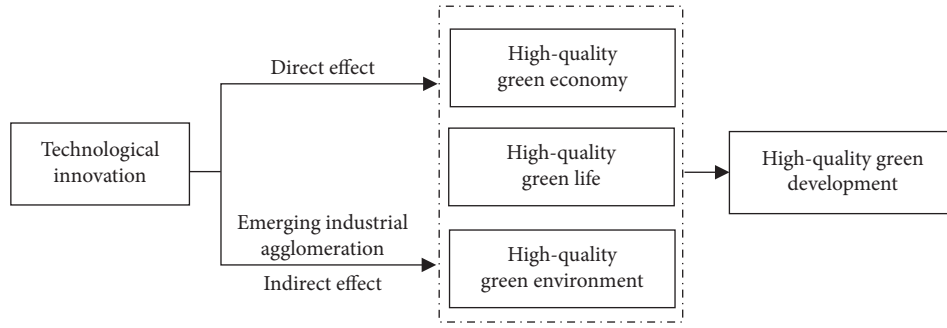 Technological
innovation
Direct effect
Emerging industrial
agglomeration
Indirect effect
High-quality
green economy
High-quality
green life
High-quality
green environment
High-quality green
development